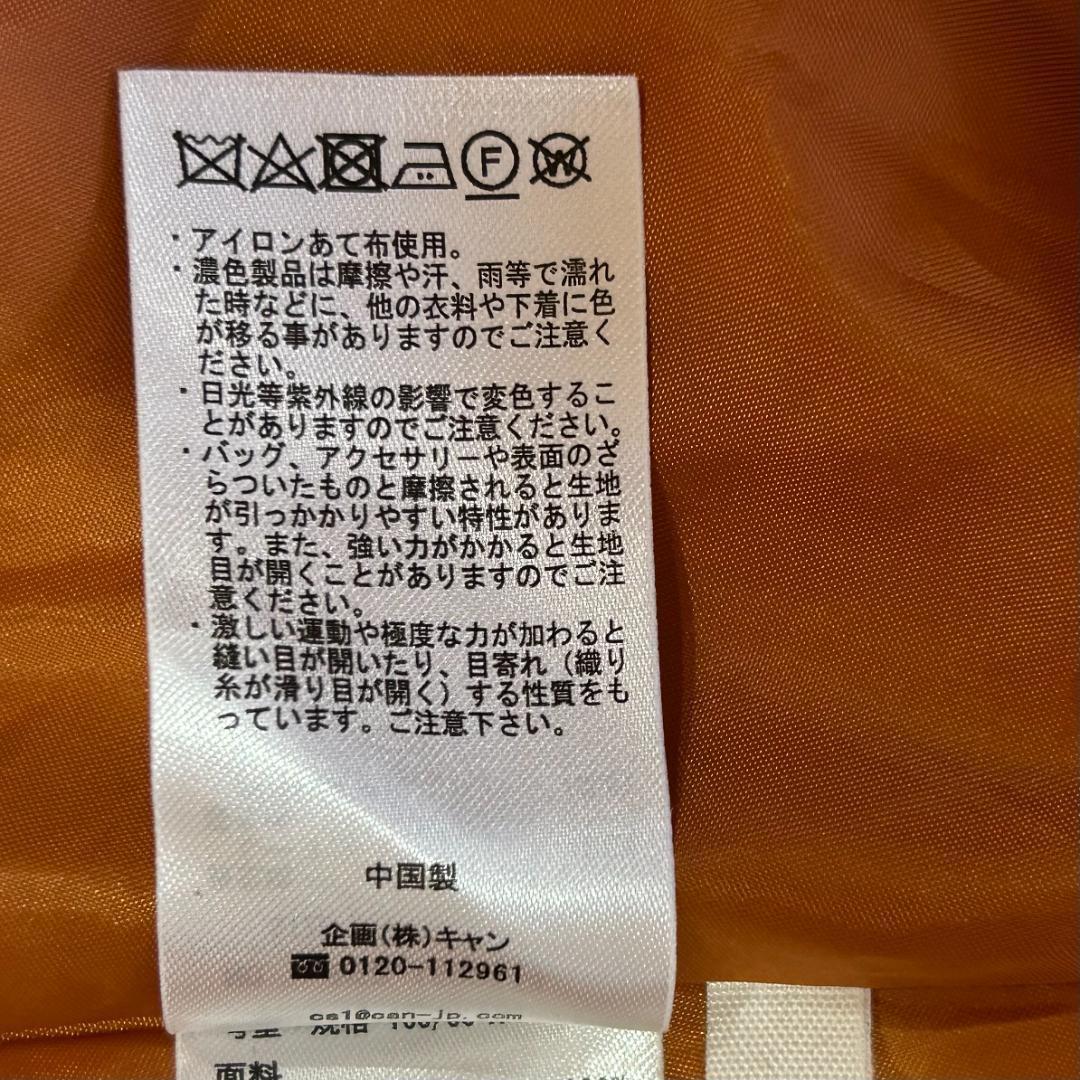 F W
・アイロンあて布使用。
・濃色製品は摩擦や汗、雨等で濡れ
た時などに、他の衣料や下着に色
が移る事がありますのでご注意く
ださい。
・日光等紫外線の影響で変色するこ
とがありますのでご注意ください。
・バッグ、アクセサリーや表面のざ
らついたものと摩擦されると生地
が引っかかりやすい特性がありま
す。また、強い力がかかると生地
目が開くことがありますのでご注
意ください。
・激しい運動や極度な力が加わると
縫い目が開いたり、目寄れ（織り
糸が滑り目が開く）する性質をも
っています。ご注意下さい。
中国製
企画(株)キャン
0120-112961
cs1@can-jp.com
面料